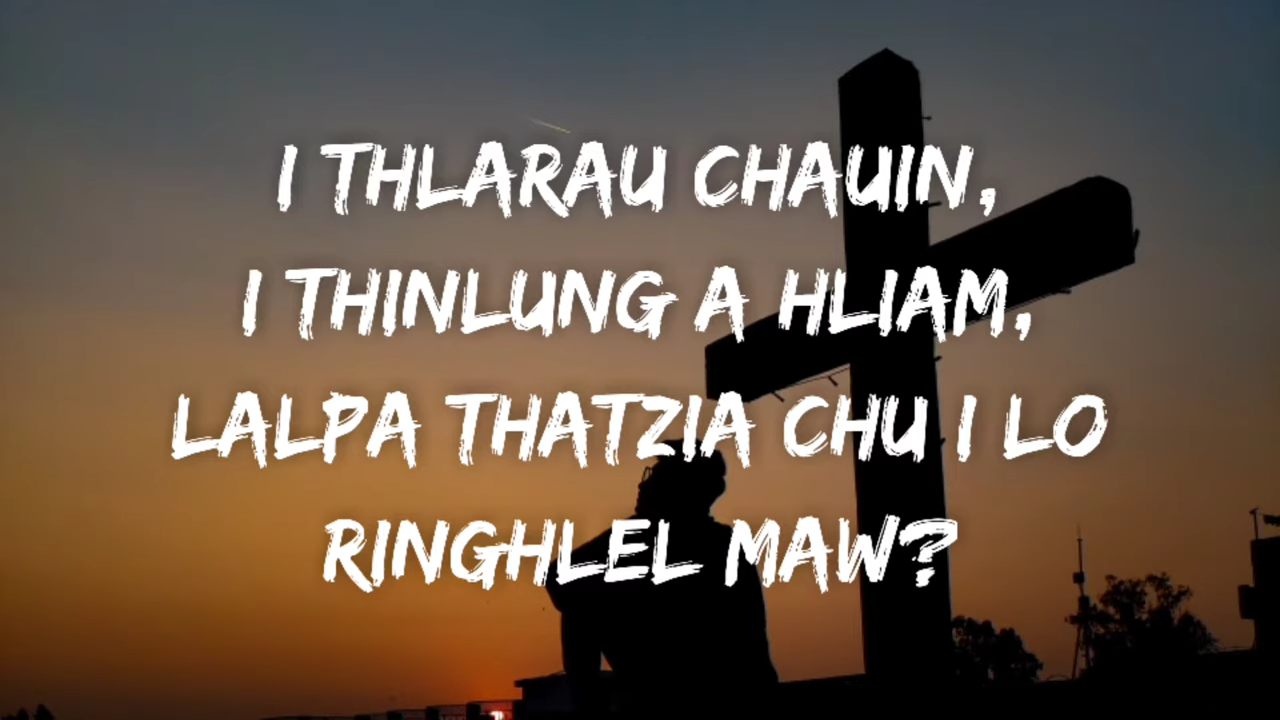 I THLARAU CHAUIN,
I THINLUNG A HLIAM,
LALPA THATZIA CHU I LO
RINGHLEL MAW?